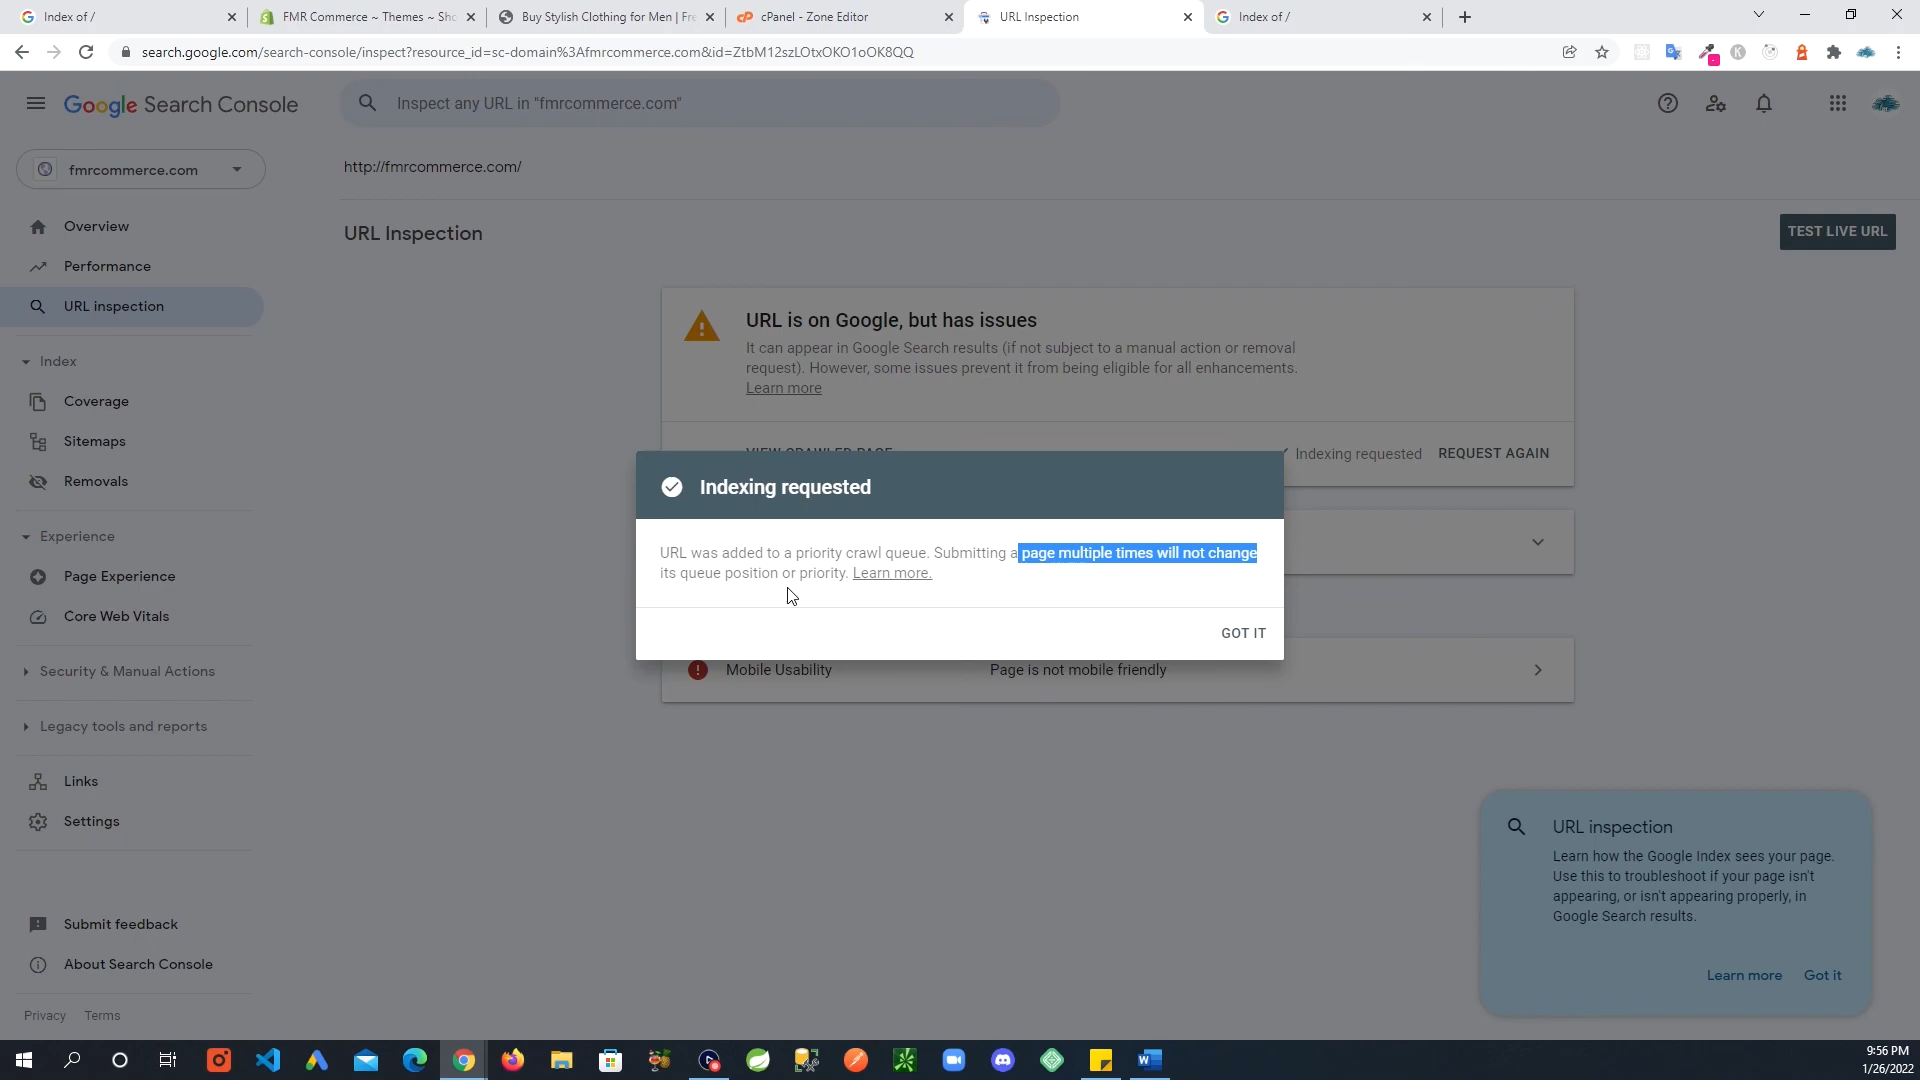 Index of /
FMR Commerce ~ Themes ~ Sho
Buy Stylish Clothing for Men | Fre
cPanel - Zone Editor
URL Inspection
Index of /
search.google.com/search-console/inspect?resource_id=sc-domain%3Afmrcommerce.com&id=ZtbM12szLOtxOKO1oOK8QQ
Google Search Console
Inspect any URL in "fmrcommerce.com"
fmrcommerce.com
http://fmrcommerce.com/
Overview
Performance
URL inspection
Index
Coverage
Sitemaps
Removals
Experience
Page Experience
Core Web Vitals
Security & Manual Actions
Legacy tools and reports
Links
Settings
Submit feedback
About Search Console
Privacy Terms
URL Inspection
TEST LIVE URL
URL is on Google, but has issues
It can appear in Google Search results (if not subject to a manual action or removal
request). However, some issues prevent it from being eligible for all enhancements.
Learn more
VIEW CRAWLED PAGE
Indexing requested
REQUEST AGAIN
Indexing requested
URL was added to a priority crawl queue. Submitting a page multiple times will not change
its queue position or priority. Learn more.
GOT IT
Mobile Usability
Page is not mobile friendly
URL inspection
Learn how the Google Index sees your page.
Use this to troubleshoot if your page isn't
appearing, or isn't appearing properly, in
Google Search results.
Learn more Got it
9:56 PM
1/26/2022